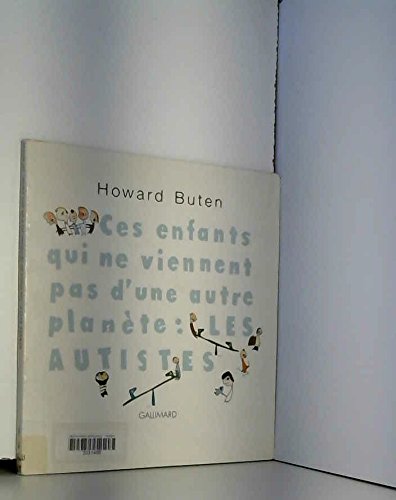 Howard Buten
Ces enfants
qui ne viennent
pas d'une autre
planète: LES
AUTISTES
GALLIMARD